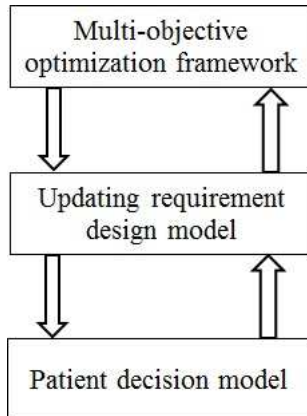 Multi-objective
optimization framework
Updating requirement
design model
Patient decision model